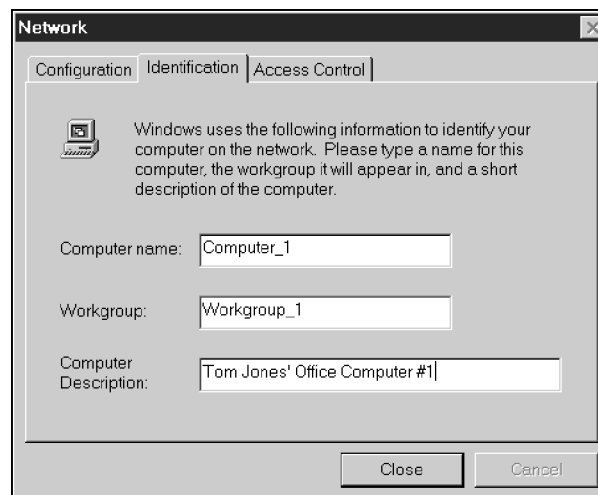 Network
Configuration Identification Access Control
Windows uses the following information to identify your
computer on the network. Please type a name for this
computer, the workgroup it will appear in, and a short
description of the computer.
Computer name: Computer_1
Workgroup: Workgroup_1
Computer
Description: Tom Jones' Office Computer #1
Close Cancel